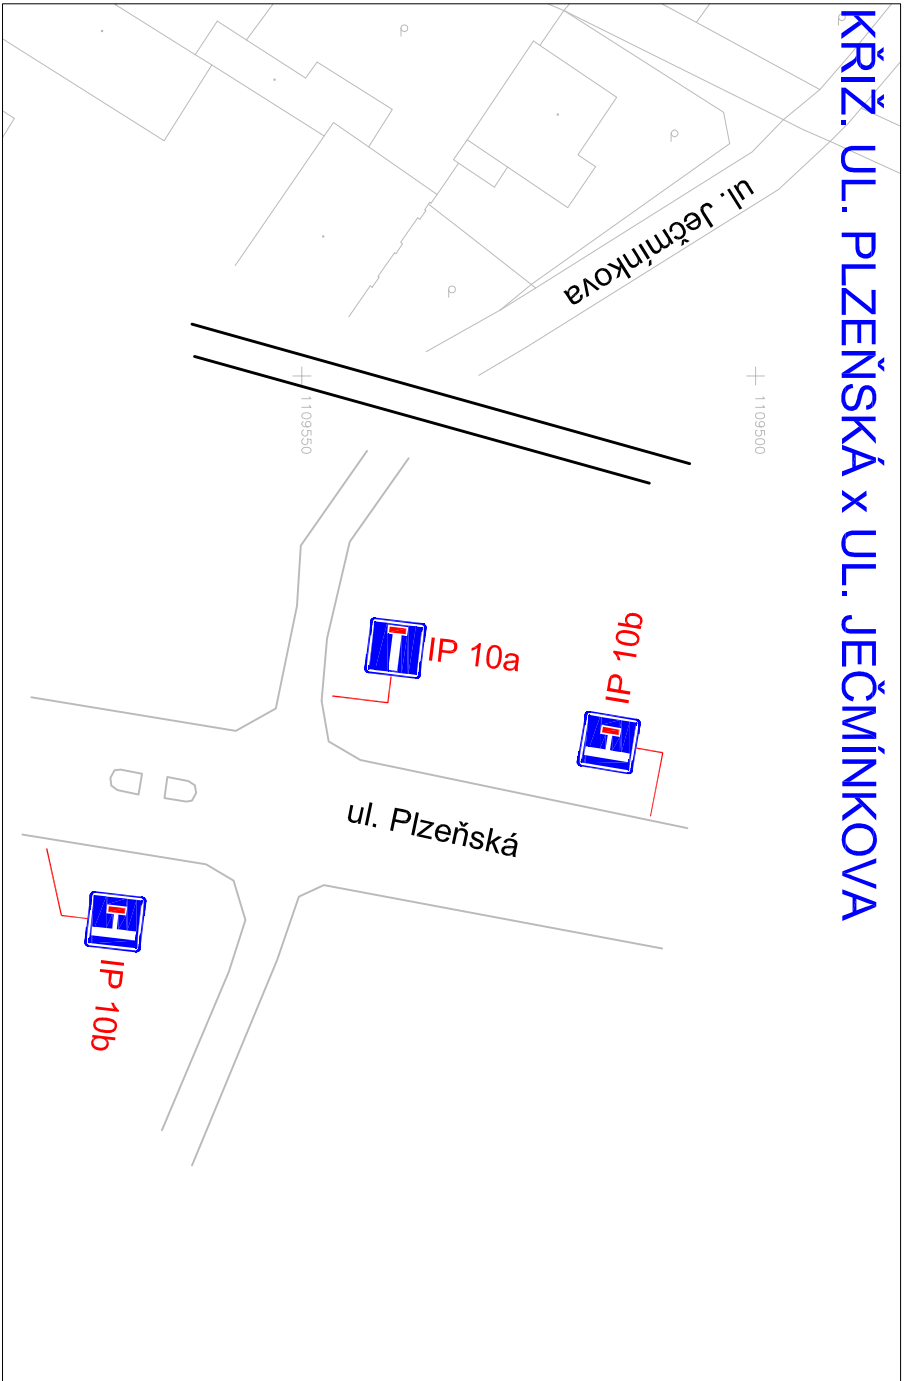 KŘIŽ. UL. PLZEŇSKÁ x UL. JEČMÍNKOVA
ul. Ječmínkova
1109550
1109500
IP 10a
IP 10b
ul. Plzeňská
IP 10b